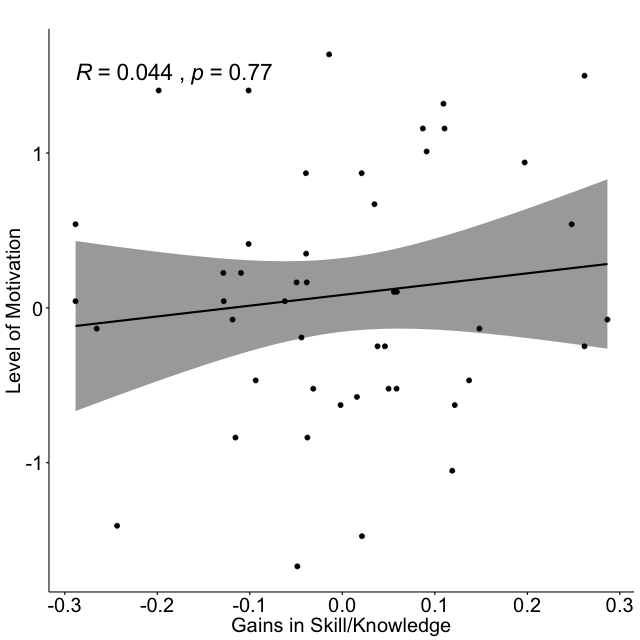 R = 0.044 , p = 0.77
1
0
-1
Level of Motivation
-0.3 -0.2 -0.1 0.0 0.1 0.2 0.3
Gains in Skill/Knowledge